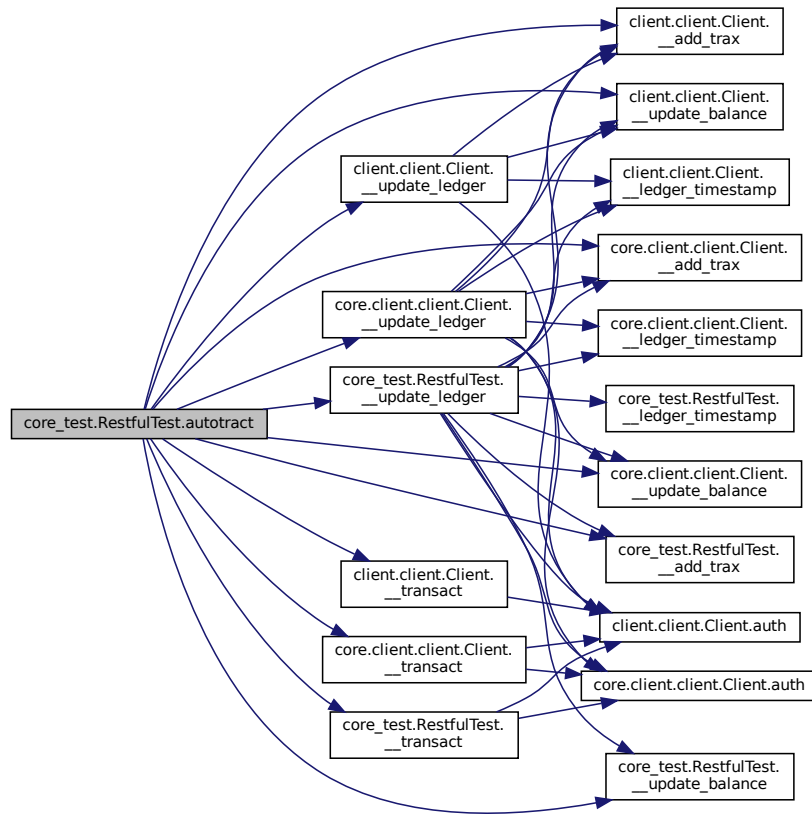 client.client.Client.
__add_trax
client.client.Client.
__update_balance
client.client.Client.
__update_ledger
client.client.Client.
__ledger_timestamp
core.client.client.Client.
__add_trax
core.client.client.Client.
__update_ledger
core.client.client.Client.
__ledger_timestamp
core_test.RestfulTest.
__update_ledger
core_test.RestfulTest.
__ledger_timestamp
core_test.RestfulTest.autotract
core.client.client.Client.
__update_balance
core_test.RestfulTest.
__add_trax
client.client.Client.
__transact
client.client.Client.auth
core.client.client.Client.
__transact
core.client.client.Client.auth
core_test.RestfulTest.
__transact
core_test.RestfulTest.
__update_balance